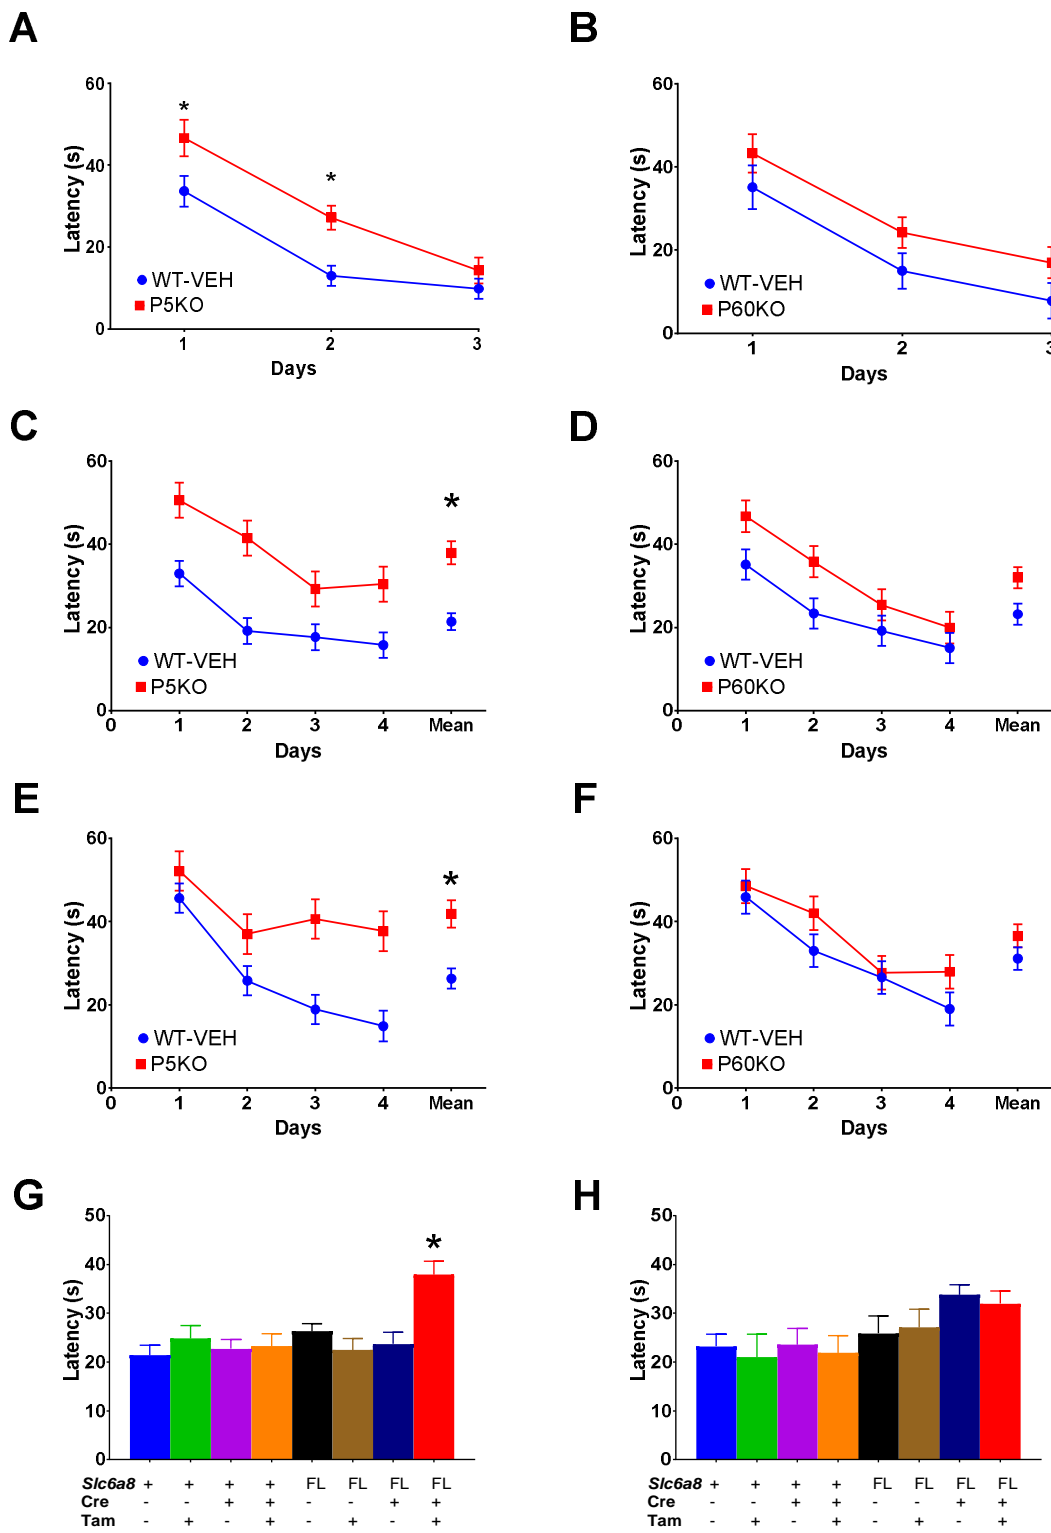 A
B
60
40
20
0
Latency (s)
*
*
WT-VEH
P5KO
1 2 3
Days
60
40
20
0
Latency (s)
WT-VEH
P60KO
1 2 3
Days
C
D
60
40
20
0
Latency (s)
*
WT-VEH
P5KO
0 1 2 3 4 Mean
Days
60
40
20
0
Latency (s)
WT-VEH
P60KO
0 1 2 3 4 Mean
Days
E
F
60
40
20
0
Latency (s)
*
WT-VEH
P5KO
0 1 2 3 4 Mean
Days
60
40
20
0
Latency (s)
WT-VEH
P60KO
0 1 2 3 4 Mean
Days
G
H
50
40
30
20
10
0
Latency (s)
*
Slc6a8 + + + + FL FL FL FL
Cre - - + + - - + +
Tam - + - + - + - +
50
40
30
20
10
0
Latency (s)
Slc6a8 + + + + FL FL FL FL
Cre - - + + - - + +
Tam - + - + - + - +